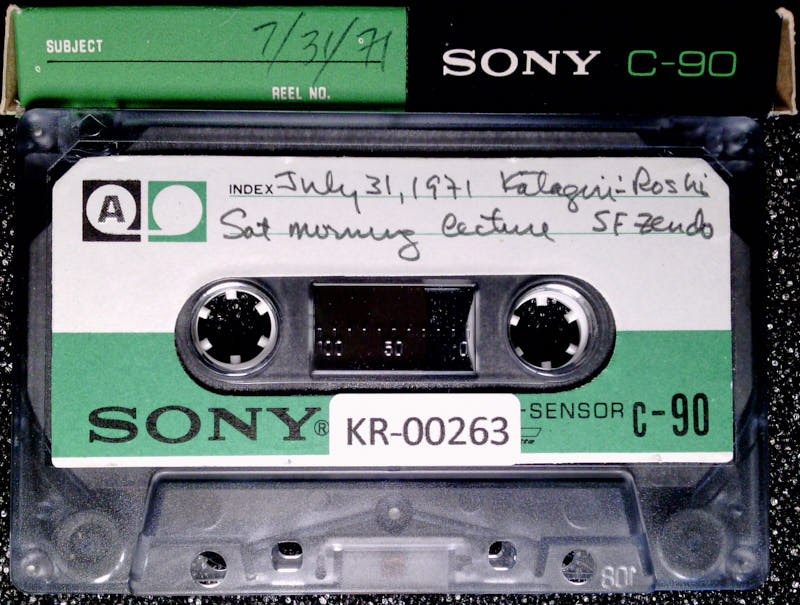 SUBJECT 7/31/71
REEL NO.
SONY C-90
A INDEX July 31, 1971 Katagiri-Roshi
Sat morning lecture SF Zendo
100 50 0
SONY® -SENSOR C-90
KR-00263
108